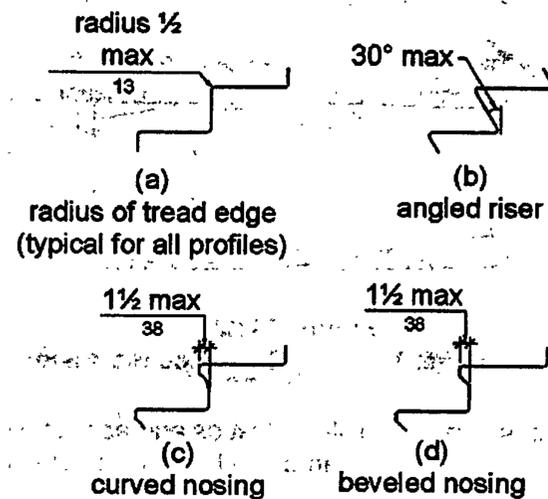 radius ½
max
13
(a)
radius of tread edge
(typical for all profiles)
30° max
(b)
angled riser
1½ max
38
(c)
curved nosing
1½ max
38
(d)
beveled nosing